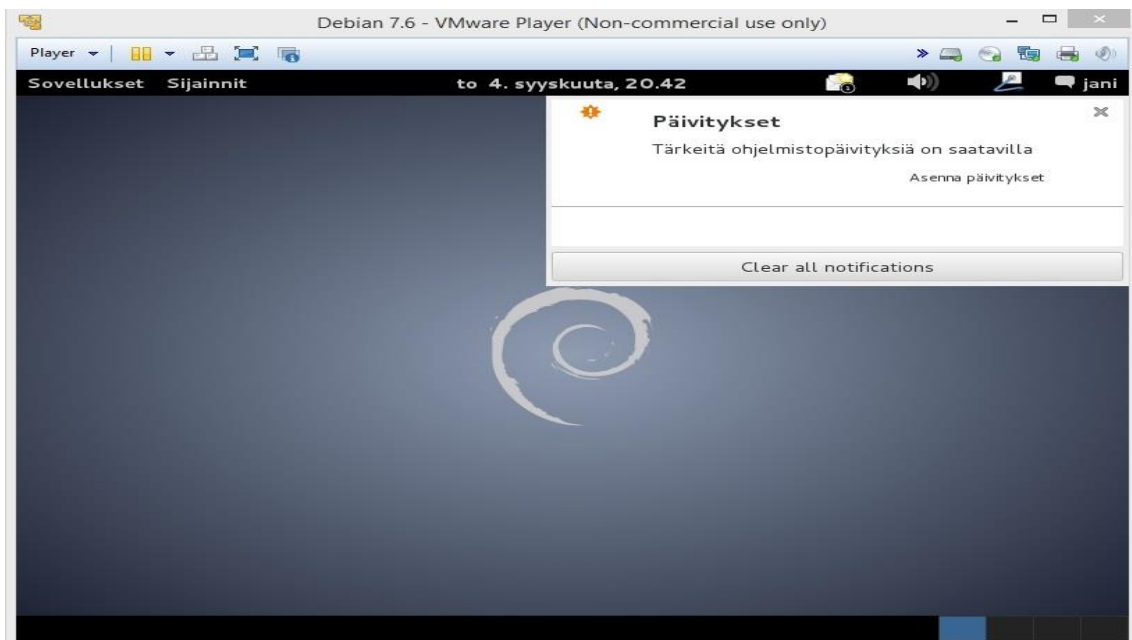 Debian 7.6 - VMware Player (Non-commercial use only)
Player
Sovellukset Sijainnit to 4. syyskuuta, 20.42 jani
Päivitykset
Tärkeitä ohjelmistopäivityksiä on saatavilla
Asenna päivitykset
Clear all notifications